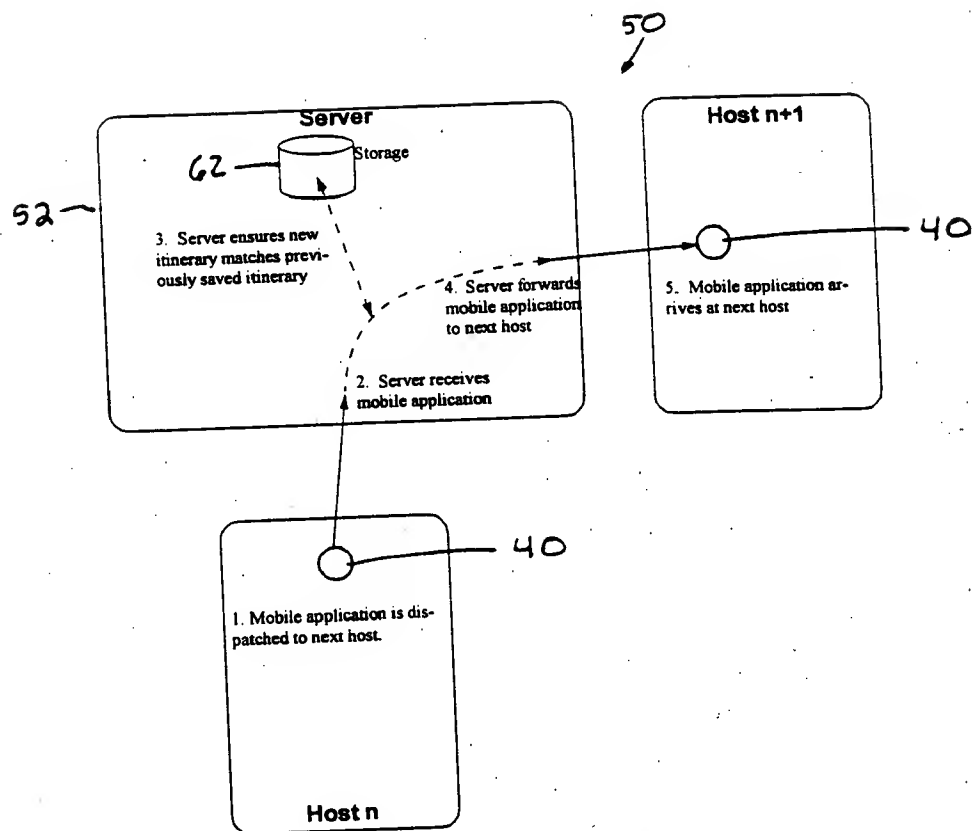 50
Server
Storage
62
52
3. Server ensures new
itinerary matches previ-
ously saved itinerary
4. Server forwards
mobile application
to next host
2. Server receives
mobile application
Host n+1
40
5. Mobile application ar-
rives at next host
40
1. Mobile application is dis-
patched to next host.
Host n